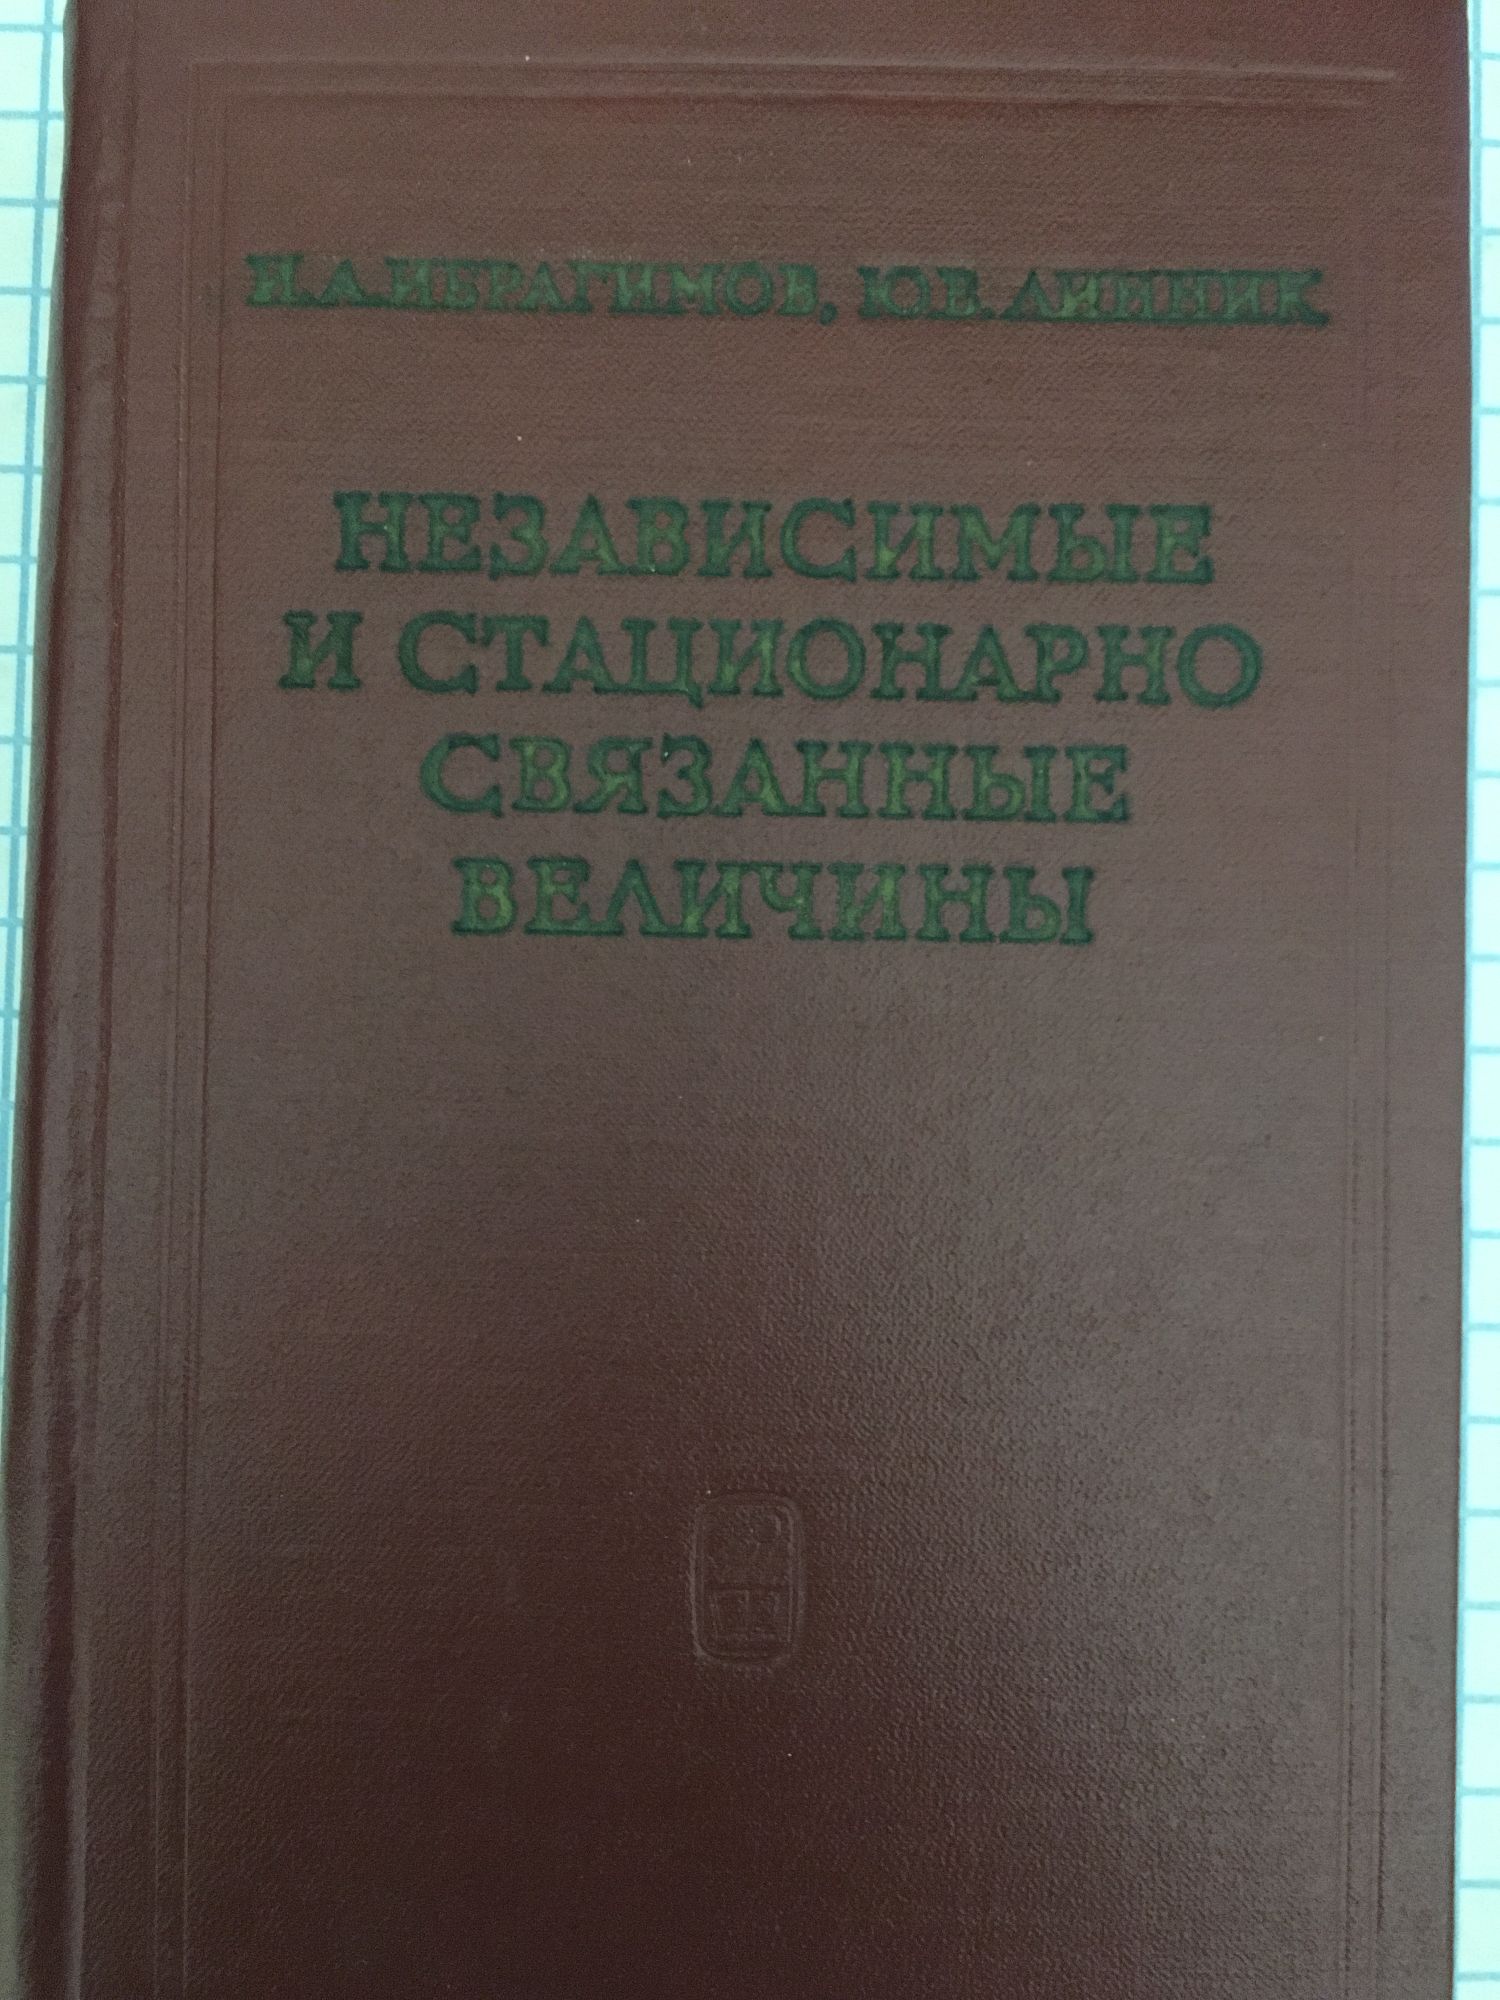 И.А.ИБРАГИМОВ, Ю.В.ЛИННИК
НЕЗАВИСИМЫЕ
И СТАЦИОНАРНО
СВЯЗАННЫЕ
ВЕЛИЧИНЫ